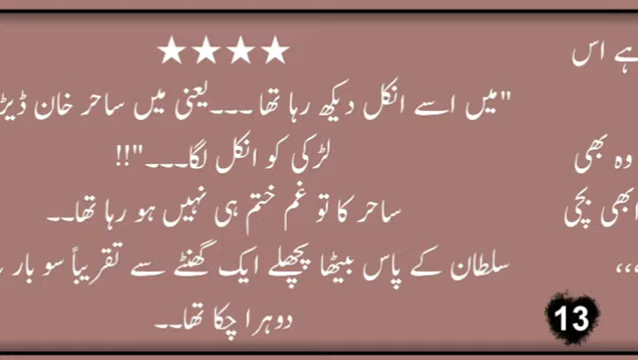 ★★★★
"میں اسے انکل دیکھ رہا تھا ۔۔۔یعنی میں ساحر خان
لڑکی کو انکل لگا۔۔۔"!!
ساحر کا تو غم ختم ہی نہیں ہو رہا تھا۔۔
سلطان کے پاس بیٹھا پچھلے ایک گھنٹے سے تقریباً سو بار
دوہرا چکا تھا۔۔
ہے اس
وہ بھی
ابھی بچی
،،،
13